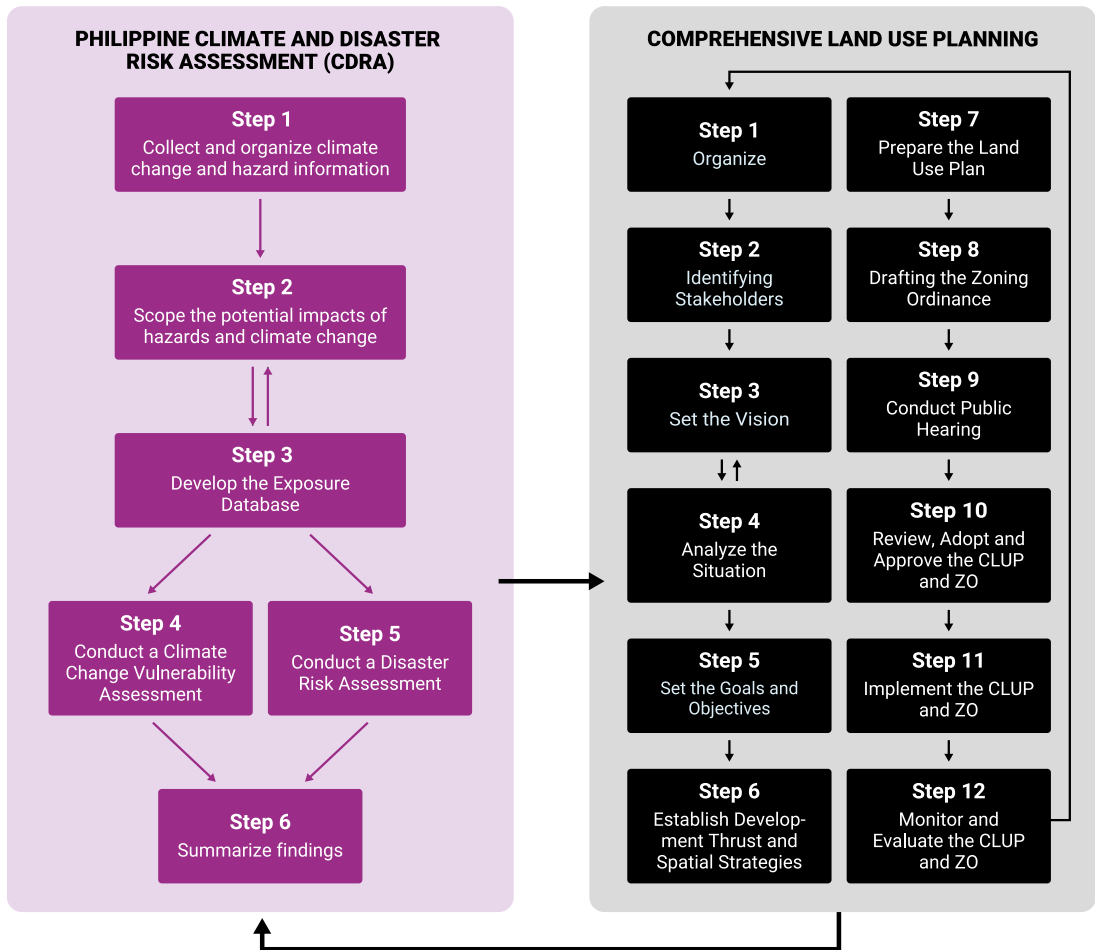 PHILIPPINE CLIMATE AND DISASTER
RISK ASSESSMENT (CDRA)
Step 1
Collect and organize climate
change and hazard information
Step 2
Scope the potential impacts of
hazards and climate change
Step 3
Develop the Exposure
Database
Step 4
Conduct a Climate
Change Vulnerability
Assessment
Step 5
Conduct a Disaster
Risk Assessment
Step 6
Summarize findings
COMPREHENSIVE LAND USE PLANNING
Step 1
Organize
Step 2
Identifying
Stakeholders
Step 3
Set the Vision
Step 4
Analyze the
Situation
Step 5
Set the Goals and
Objectives
Step 6
Establish Develop-
ment Thrust and
Spatial Strategies
Step 7
Prepare the Land
Use Plan
Step 8
Drafting the Zoning
Ordinance
Step 9
Conduct Public
Hearing
Step 10
Review, Adopt and
Approve the CLUP
and ZO
Step 11
Implement the CLUP
and ZO
Step 12
Monitor and
Evaluate the CLUP
and ZO